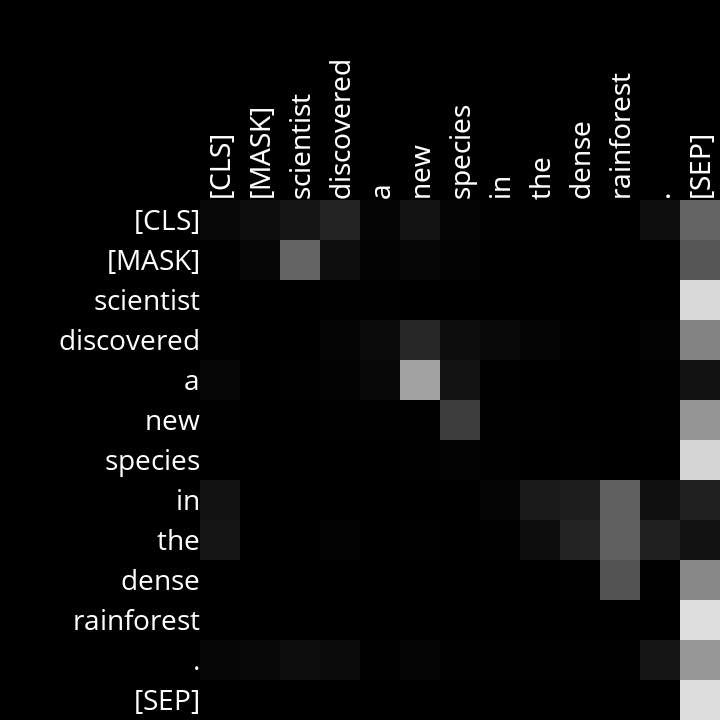 [CLS]
[MASK]
scientist
discovered
a
new
species
in
the
dense
rainforest
.
[SEP]
[CLS]
[MASK]
scientist
discovered
a
new
species
in
the
dense
rainforest
.
[SEP]